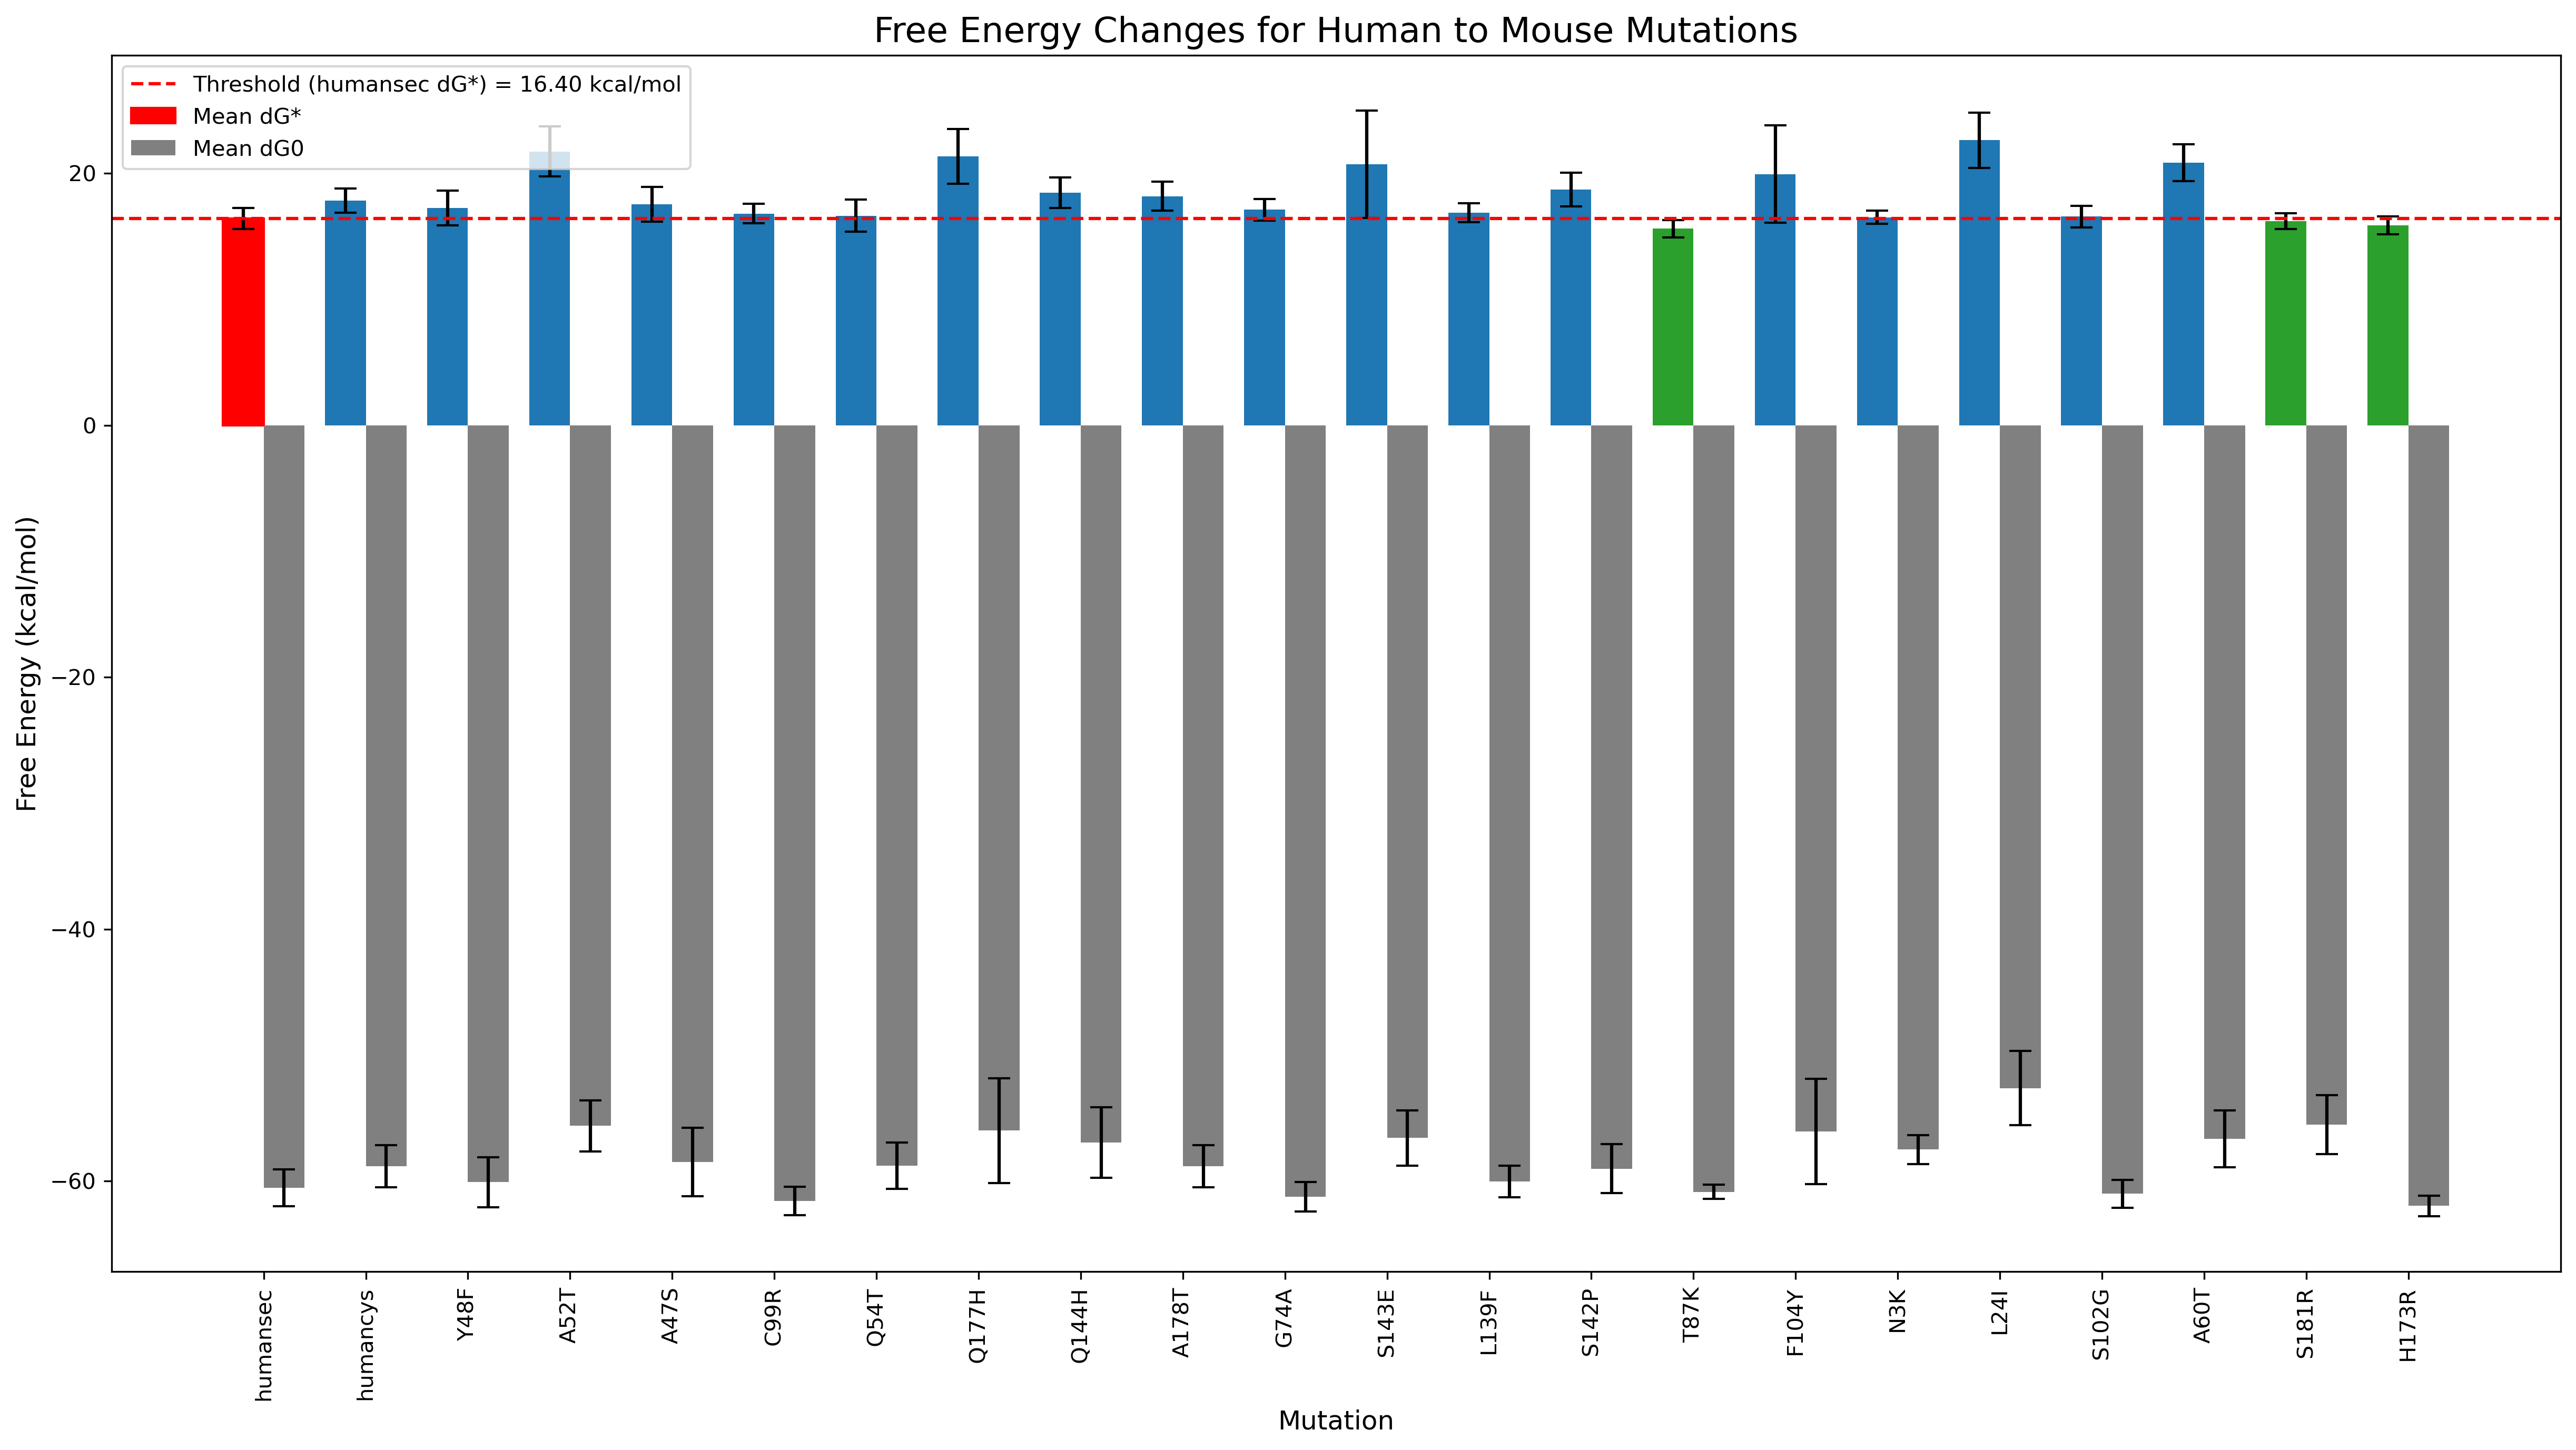 Free Energy Changes for Human to Mouse Mutations
Threshold (humansec dG*) = 16.40 kcal/mol
Mean dG*
Mean dG0
Free Energy (kcal/mol)
20
0
−20
−40
−60
humansec
humancys
Y48F
A52T
A47S
C99R
Q54T
Q177H
Q144H
A178T
G74A
S143E
L139F
S142P
T87K
F104Y
N3K
L24I
S102G
A60T
S181R
H173R
Mutation